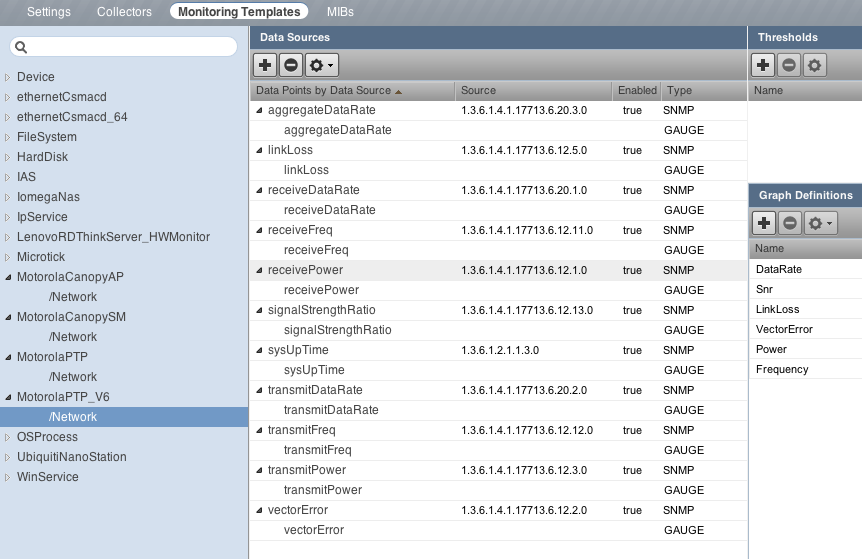 Settings Collectors Monitoring Templates MIBs
Device
ethernetCsmacd
ethernetCsmacd_64
FileSystem
HardDisk
IAS
IomegaNas
IpService
LenovoRDThinkServer_HWMonitor
Microtick
MotorolaCanopyAP
/Network
MotorolaCanopySM
/Network
MotorolaPTP
/Network
MotorolaPTP_V6
/Network
OSProcess
UbiquitiNanoStation
WinService
Data Sources
Data Points by Data Source Source Enabled Type
aggregateDataRate 1.3.6.1.4.1.17713.6.20.3.0 true SNMP
aggregateDataRate GAUGE
linkLoss 1.3.6.1.4.1.17713.6.12.5.0 true SNMP
linkLoss GAUGE
receiveDataRate 1.3.6.1.4.1.17713.6.20.1.0 true SNMP
receiveDataRate GAUGE
receiveFreq 1.3.6.1.4.1.17713.6.12.11.0 true SNMP
receiveFreq GAUGE
receivePower 1.3.6.1.4.1.17713.6.12.1.0 true SNMP
receivePower GAUGE
signalStrengthRatio 1.3.6.1.4.1.17713.6.12.13.0 true SNMP
signalStrengthRatio GAUGE
sysUpTime 1.3.6.1.2.1.1.3.0 true SNMP
sysUpTime GAUGE
transmitDataRate 1.3.6.1.4.1.17713.6.20.2.0 true SNMP
transmitDataRate GAUGE
transmitFreq 1.3.6.1.4.1.17713.6.12.12.0 true SNMP
transmitFreq GAUGE
transmitPower 1.3.6.1.4.1.17713.6.12.3.0 true SNMP
transmitPower GAUGE
vectorError 1.3.6.1.4.1.17713.6.12.2.0 true SNMP
vectorError GAUGE
Thresholds
Name
Graph Definitions
Name
DataRate
Snr
LinkLoss
VectorError
Power
Frequency